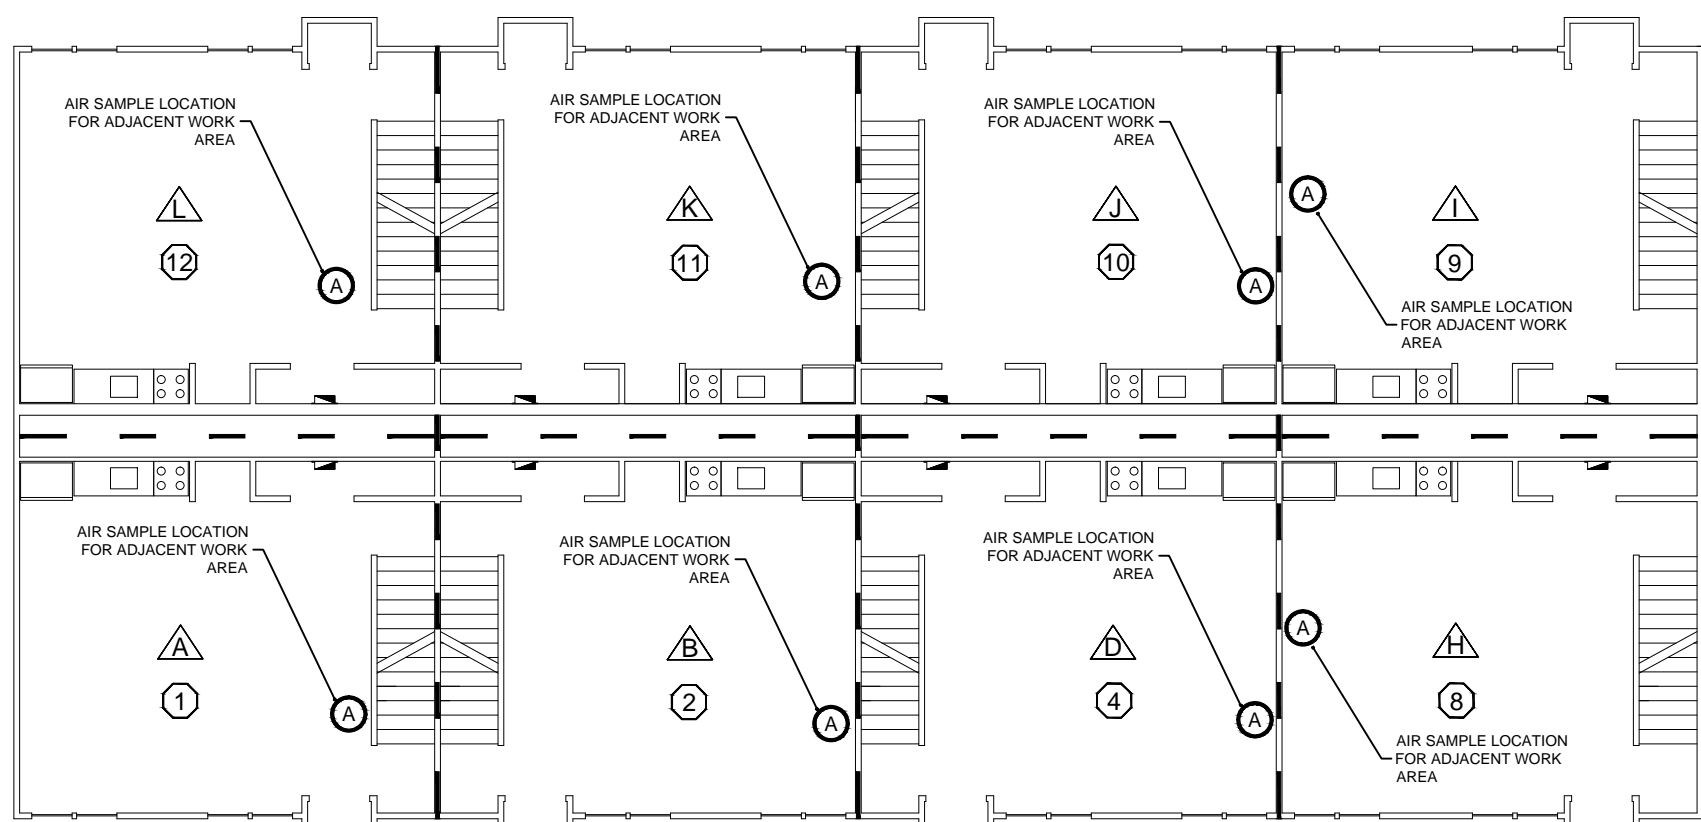 AIR SAMPLE LOCATION
FOR ADJACENT WORK
AREA
L
12
A
AIR SAMPLE LOCATION
FOR ADJACENT WORK
AREA
K
11
A
AIR SAMPLE LOCATION
FOR ADJACENT WORK
AREA
J
10
A
A
I
9
AIR SAMPLE LOCATION
FOR ADJACENT WORK
AREA
AIR SAMPLE LOCATION
FOR ADJACENT WORK
AREA
A
1
A
AIR SAMPLE LOCATION
FOR ADJACENT WORK
AREA
B
2
A
AIR SAMPLE LOCATION
FOR ADJACENT WORK
AREA
D
4
A
A
H
8
AIR SAMPLE LOCATION
FOR ADJACENT WORK
AREA